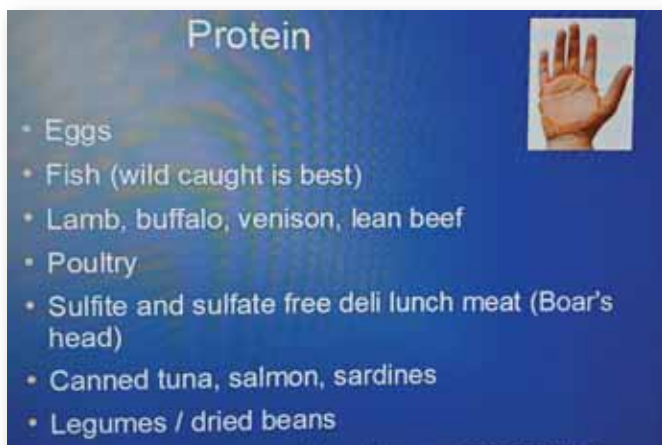 Protein
• Eggs
• Fish (wild caught is best)
• Lamb, buffalo, venison, lean beef
• Poultry
• Sulfite and sulfate free deli lunch meat (Boar's
head)
• Canned tuna, salmon, sardines
• Legumes / dried beans